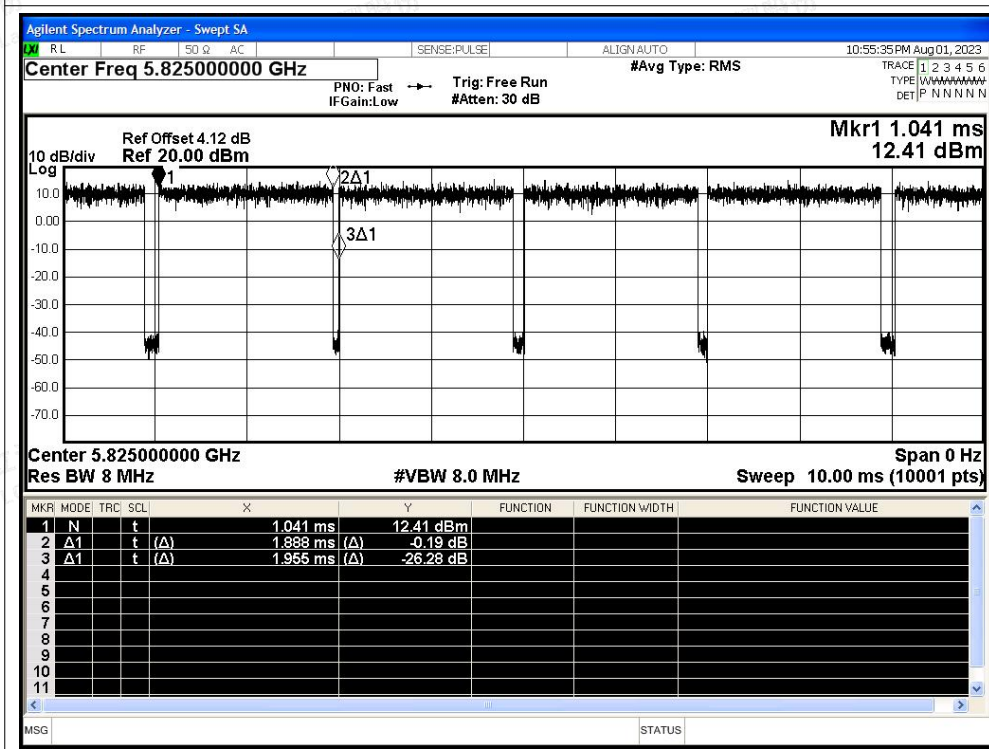 Agilent Spectrum Analyzer - Swept SA
LXI RL RF 50 Ω AC SENSE:PULSE ALIGN AUTO 10:55:35 PM Aug 01, 2023
Center Freq 5.825000000 GHz #Avg Type: RMS TRACE 1 2 3 4 5 6
PNO: Fast Trig: Free Run TYPE WWWWWW
IFGain:Low #Atten: 30 dB DET P N N N N N
Mkr1 1.041 ms
Ref Offset 4.12 dB
10 dB/div Ref 20.00 dBm 12.41 dBm
Log
1 2Δ1
10.0
0.00
3Δ1
-10.0
-20.0
-30.0
-40.0
-50.0
-60.0
-70.0
Center 5.825000000 GHz Span 0 Hz
Res BW 8 MHz #VBW 8.0 MHz Sweep 10.00 ms (10001 pts)
MKR MODE TRC SCL X Y FUNCTION FUNCTION WIDTH FUNCTION VALUE
1 N t 1.041 ms 12.41 dBm
2 Δ1 t (Δ) 1.888 ms (Δ) -0.19 dB
3 Δ1 t (Δ) 1.955 ms (Δ) -26.28 dB
4
5
6
7
8
9
10
11
MSG STATUS